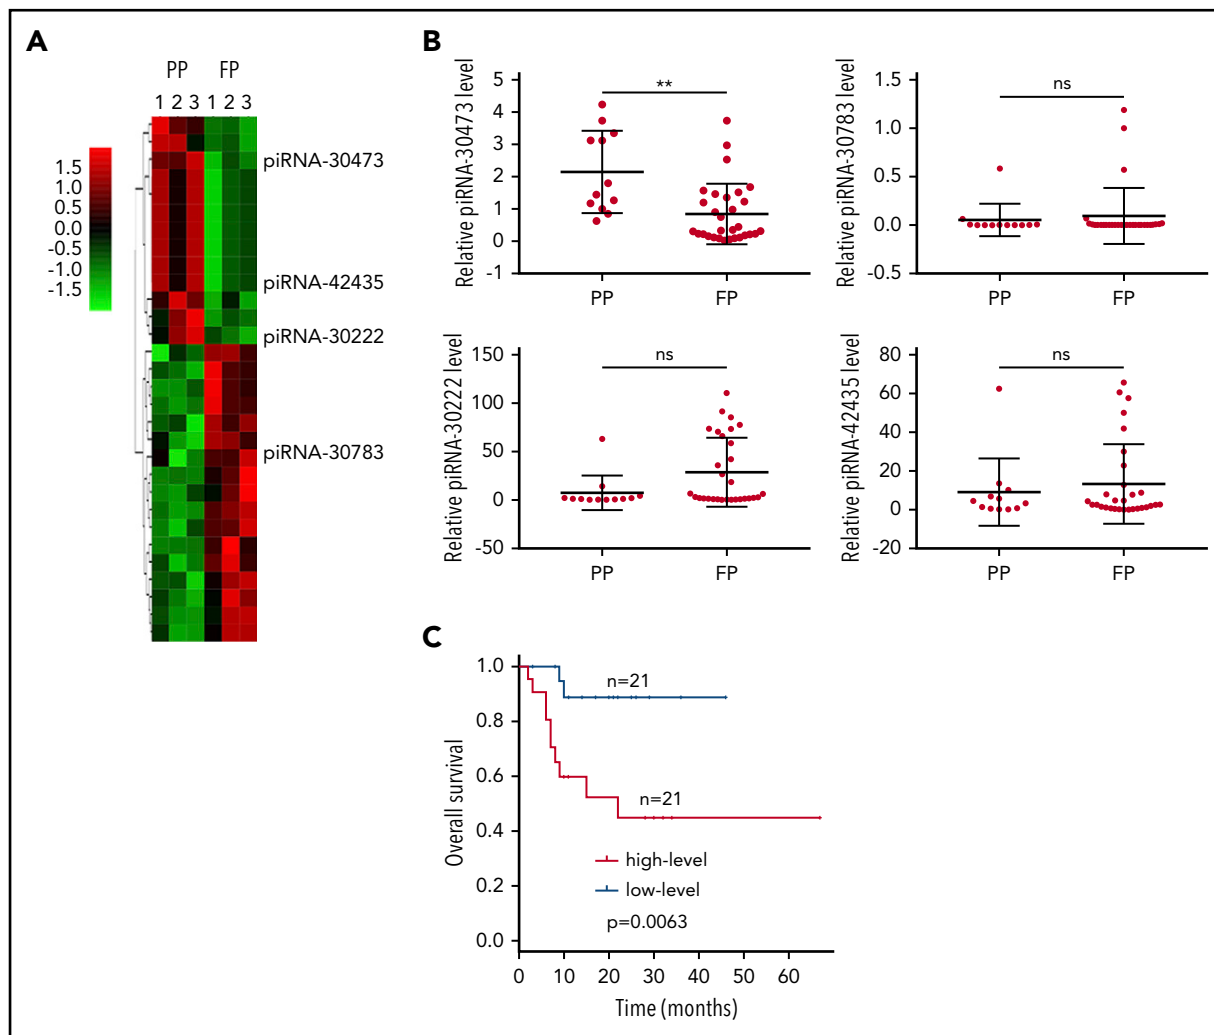 A
PP FP
1 2 3 1 2 3
1.5
1.0
0.5
0.0
-0.5
-1.0
-1.5
piRNA-30473
piRNA-42435
piRNA-30222
piRNA-30783
B
Relative piRNA-30473 level
5
4
3
2
1
0
-1
**
PP FP
Relative piRNA-30783 level
1.5
1.0
0.5
0.0
-0.5
ns
PP FP
Relative piRNA-30222 level
150
100
50
0
-50
ns
PP FP
Relative piRNA-42435 level
80
60
40
20
0
-20
ns
PP FP
C
Overall survival
1.0
0.8
0.6
0.4
0.2
0.0
n=21
n=21
high-level
low-level
p=0.0063
0 10 20 30 40 50 60
Time (months)